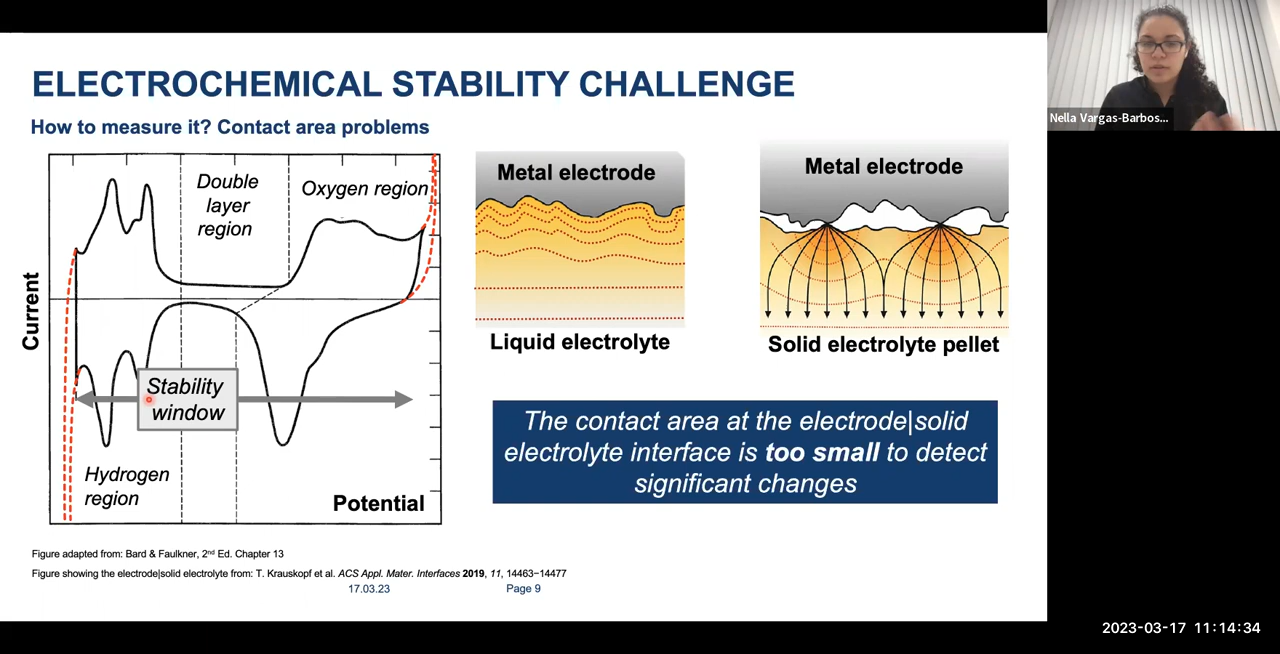 ELECTROCHEMICAL STABILITY CHALLENGE
How to measure it? Contact area problems
Current
Double
layer
region
Oxygen region
Stability
window
Hydrogen
region
Potential
Metal electrode
Liquid electrolyte
Metal electrode
Solid electrolyte pellet
The contact area at the electrode|solid
electrolyte interface is too small to detect
significant changes
Figure adapted from: Bard & Faulkner, 2nd Ed. Chapter 13
Figure showing the electrode|solid electrolyte from: T. Krauskopf et al. ACS Appl. Mater. Interfaces 2019, 11, 14463−14477
17.03.23
Page 9
Nella Vargas-Barbos...
2023-03-17 11:14:34